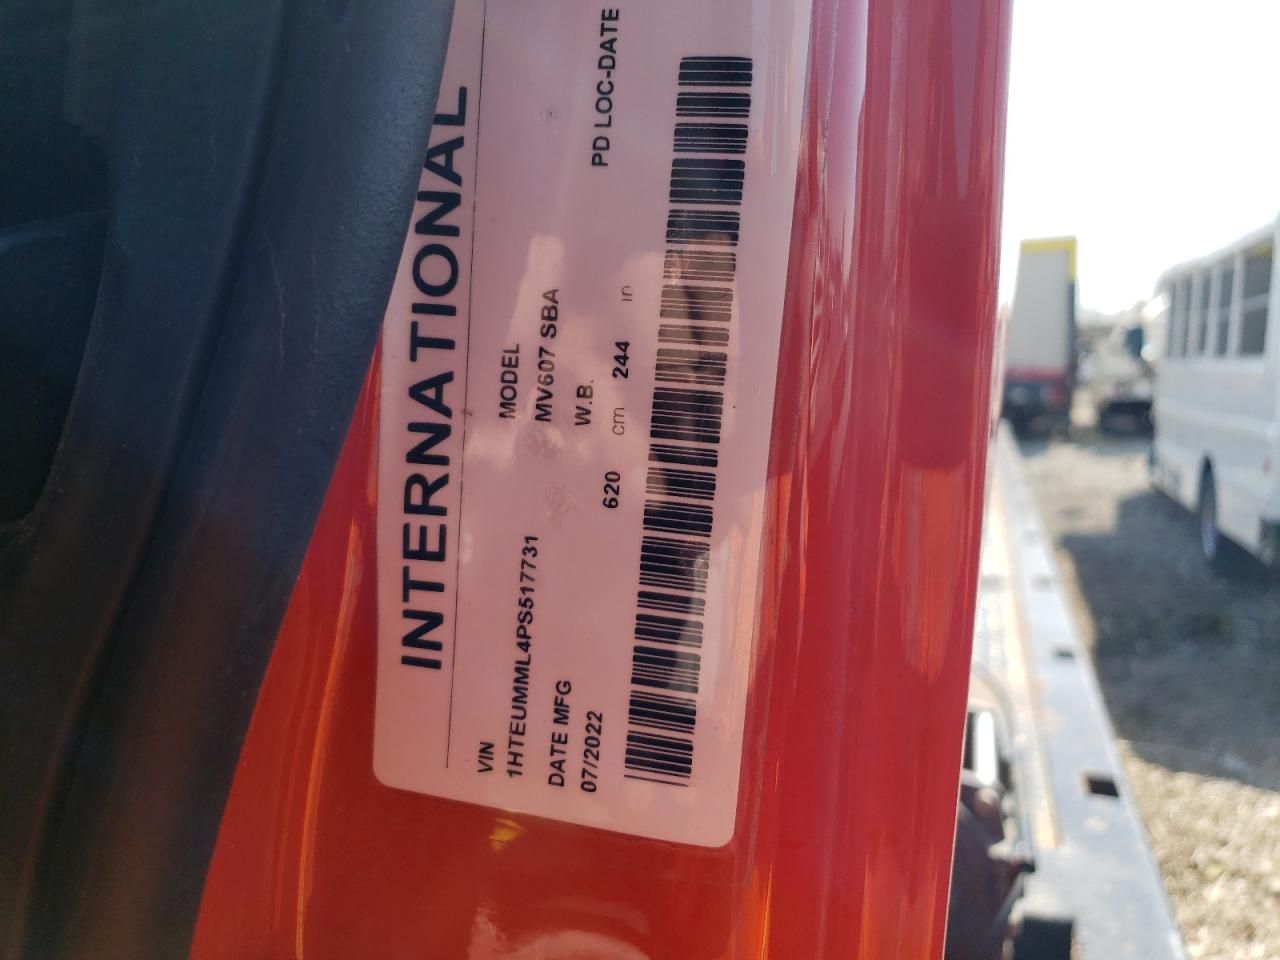 INTERNATIONAL
VIN
1HTEUMML4PS517731
MODEL
MV607 SBA
DATE MFG
07/2022
W.B.
620 cm 244 in
PD LOC-DATE